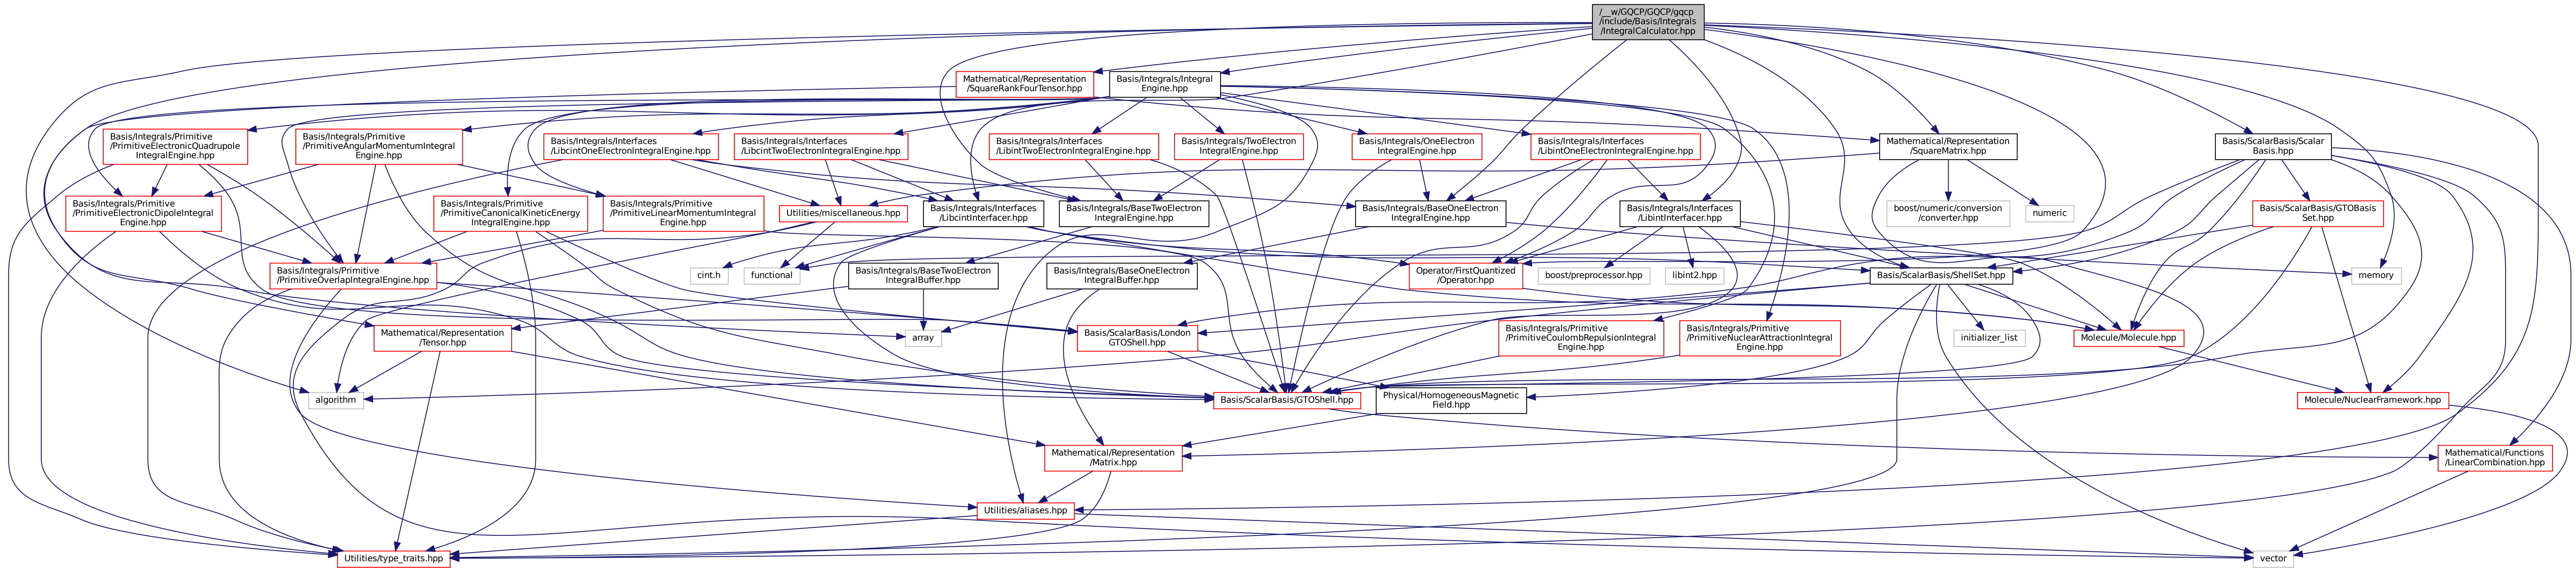 /__w/GQCP/GQCP/gqcp
/include/Basis/Integrals
/IntegralCalculator.hpp
Mathematical/Representation
/SquareRankFourTensor.hpp
Basis/Integrals/Integral
Engine.hpp
Basis/Integrals/Primitive
/PrimitiveElectronicQuadrupole
IntegralEngine.hpp
Basis/Integrals/Primitive
/PrimitiveAngularMomentumIntegral
Engine.hpp
Basis/Integrals/Interfaces
/LibcintOneElectronIntegralEngine.hpp
Basis/Integrals/Interfaces
/LibcintTwoElectronIntegralEngine.hpp
Basis/Integrals/Interfaces
/LibintTwoElectronIntegralEngine.hpp
Basis/Integrals/TwoElectron
IntegralEngine.hpp
Basis/Integrals/OneElectron
IntegralEngine.hpp
Basis/Integrals/Interfaces
/LibintOneElectronIntegralEngine.hpp
Mathematical/Representation
/SquareMatrix.hpp
Basis/ScalarBasis/Scalar
Basis.hpp
Basis/Integrals/Primitive
/PrimitiveElectronicDipoleIntegral
Engine.hpp
Basis/Integrals/Primitive
/PrimitiveCanonicalKineticEnergy
IntegralEngine.hpp
Basis/Integrals/Primitive
/PrimitiveLinearMomentumIntegral
Engine.hpp
Utilities/miscellaneous.hpp
Basis/Integrals/Interfaces
/LibcintInterfacer.hpp
Basis/Integrals/BaseTwoElectron
IntegralEngine.hpp
Basis/Integrals/BaseOneElectron
IntegralEngine.hpp
Basis/Integrals/Interfaces
/LibintInterfacer.hpp
boost/numeric/conversion
/converter.hpp
numeric
Basis/ScalarBasis/GTOBasis
Set.hpp
Basis/Integrals/Primitive
/PrimitiveOverlapIntegralEngine.hpp
cint.h
functional
Basis/Integrals/BaseTwoElectron
IntegralBuffer.hpp
Basis/Integrals/BaseOneElectron
IntegralBuffer.hpp
Operator/FirstQuantized
/Operator.hpp
boost/preprocessor.hpp
libint2.hpp
Basis/ScalarBasis/ShellSet.hpp
memory
Mathematical/Representation
/Tensor.hpp
array
Basis/ScalarBasis/London
GTOShell.hpp
Basis/Integrals/Primitive
/PrimitiveCoulombRepulsionIntegral
Engine.hpp
Basis/Integrals/Primitive
/PrimitiveNuclearAttractionIntegral
Engine.hpp
initializer_list
Molecule/Molecule.hpp
algorithm
Basis/ScalarBasis/GTOShell.hpp
Physical/HomogeneousMagnetic
Field.hpp
Molecule/NuclearFramework.hpp
Mathematical/Representation
/Matrix.hpp
Mathematical/Functions
/LinearCombination.hpp
Utilities/aliases.hpp
Utilities/type_traits.hpp
vector